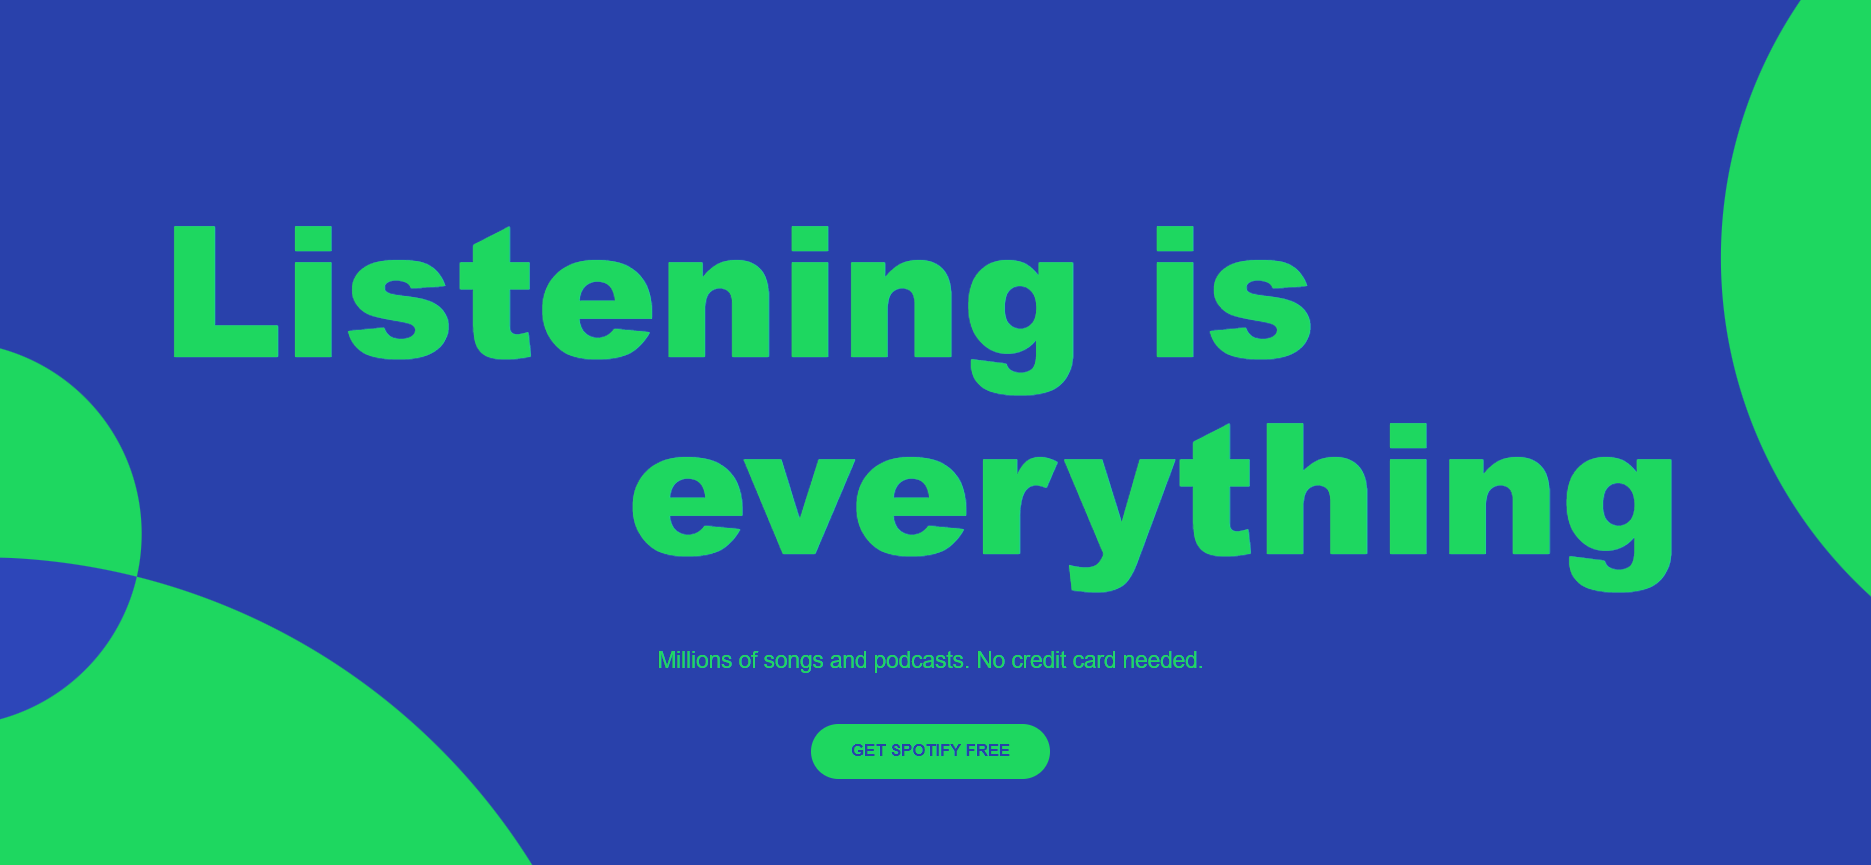 Listening is
everything
Millions of songs and podcasts. No credit card needed.
GET SPOTIFY FREE